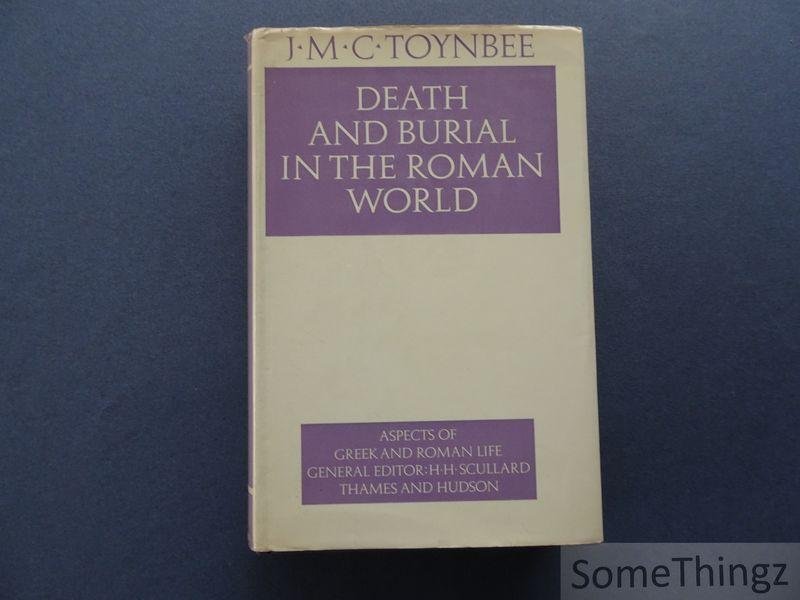 J·M·C·TOYNBEE
DEATH
AND BURIAL
IN THE ROMAN
WORLD
ASPECTS OF
GREEK AND ROMAN LIFE
GENERAL EDITOR:H·H·SCULLARD
THAMES AND HUDSON
SomeThingz